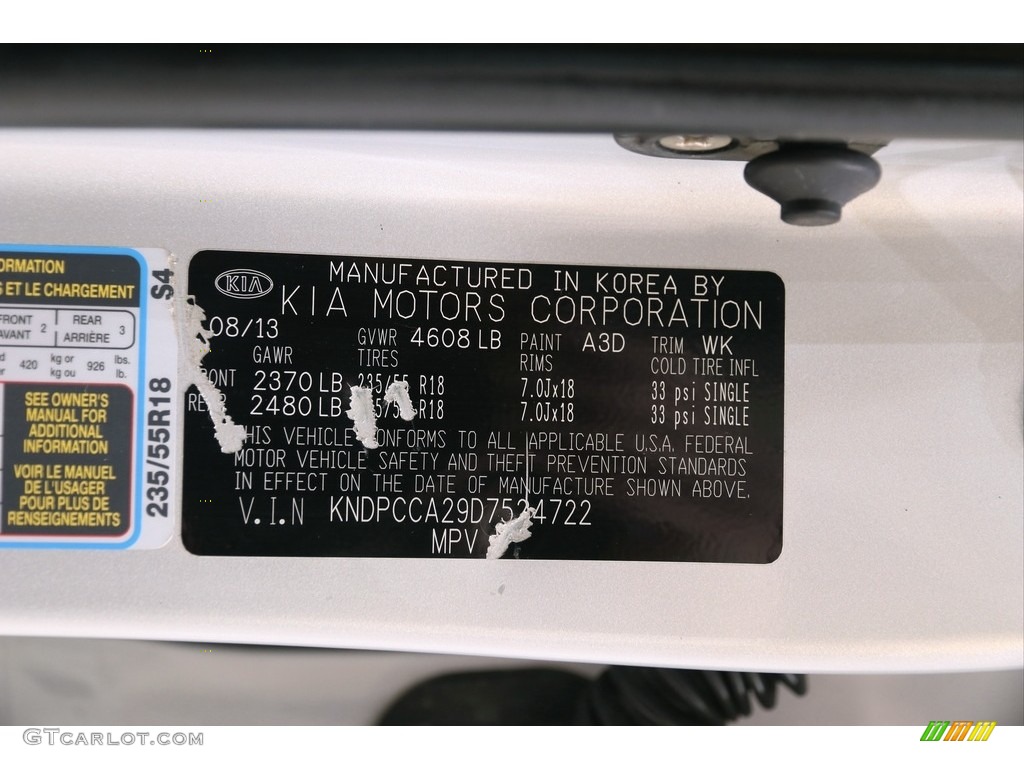 ORMATION
S ET LE CHARGEMENT
FRONT 2 REAR 3
AVANT ARRIÈRE
420 kg or 926 lbs.
kg ou lb.
SEE OWNER'S
MANUAL FOR
ADDITIONAL
INFORMATION
VOIR LE MANUEL
DE L'USAGER
POUR PLUS DE
RENSEIGNEMENTS
235/55R18 S4
KIA MANUFACTURED IN KOREA BY
KIA MOTORS CORPORATION
08/13 GVWR 4608 LB PAINT A3D TRIM WK
GAWR TIRES RIMS COLD TIRE INFL
RONT 2370 LB 235/55 R18 7.0Jx18 33 psi SINGLE
2480 LB R18 7.0Jx18 33 psi SINGLE
HIS VEHICLE CONFORMS TO ALL APPLICABLE U.S.A. FEDERAL
MOTOR VEHICLE SAFETY AND THEFT PREVENTION STANDARDS
IN EFFECT ON THE DATE OF MANUFACTURE SHOWN ABOVE.
V.I.N KNDPCCA29D7534722
MPV
GTCARLOT.COM